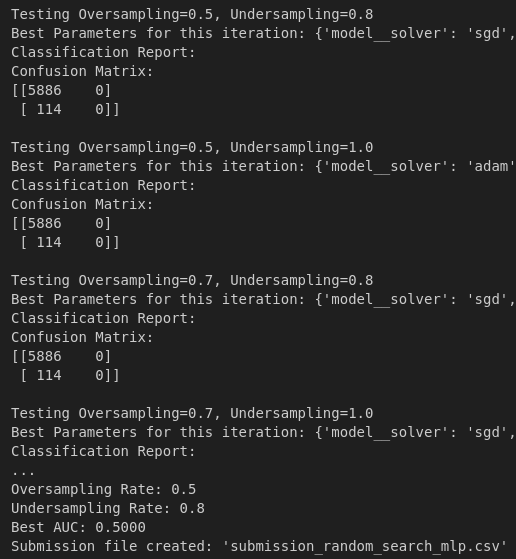 Testing Oversampling=0.5, Undersampling=0.8
Best Parameters for this iteration: {'model__solver': 'sgd',
Classification Report:
Confusion Matrix:
[[5886    0]
 [ 114    0]]

Testing Oversampling=0.5, Undersampling=1.0
Best Parameters for this iteration: {'model__solver': 'adam'
Classification Report:
Confusion Matrix:
[[5886    0]
 [ 114    0]]

Testing Oversampling=0.7, Undersampling=0.8
Best Parameters for this iteration: {'model__solver': 'sgd',
Classification Report:
Confusion Matrix:
[[5886    0]
 [ 114    0]]

Testing Oversampling=0.7, Undersampling=1.0
Best Parameters for this iteration: {'model__solver': 'sgd',
Classification Report:
...
Oversampling Rate: 0.5
Undersampling Rate: 0.8
Best AUC: 0.5000
Submission file created: 'submission_random_search_mlp.csv'